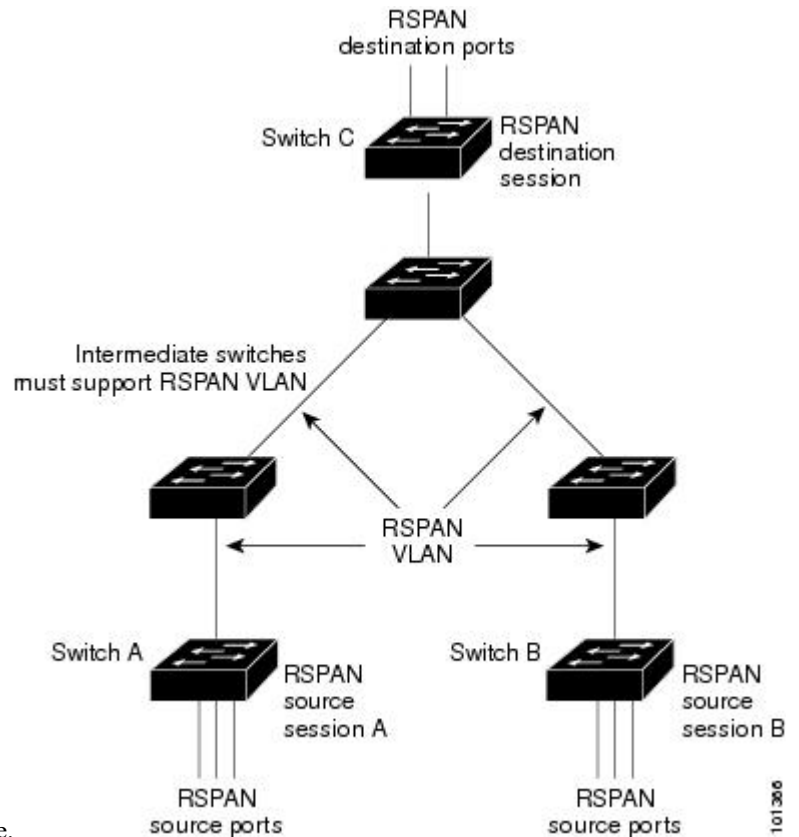 RSPAN
destination ports
Switch C
RSPAN
destination
session
Intermediate switches
must support RSPAN VLAN
RSPAN
VLAN
Switch A
RSPAN
source
session A
Switch B
RSPAN
source
session B
RSPAN
source ports
RSPAN
source ports
101366
e.